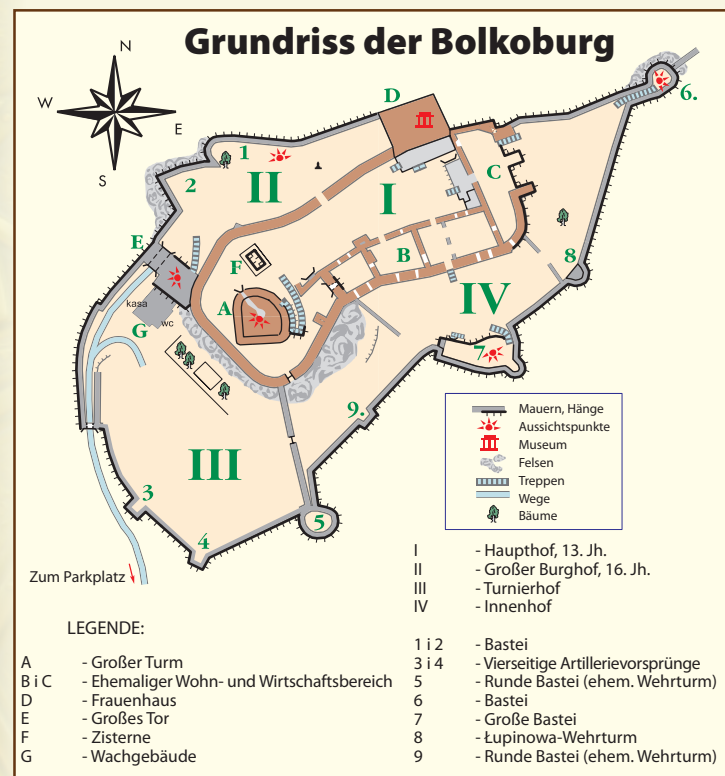 Grundriss der Bolkoburg
N
W
E
S
D
6.
1
II
C
2
I
E
B
F
8
kasa
A
IV
wc
G
7
9.
III
3
5
4
Zum Parkplatz
Mauern, Hänge
Aussichtspunkte
Museum
Felsen
Treppen
Wege
Bäume
I - Haupthof, 13. Jh.
II - Großer Burghof, 16. Jh.
III - Turnierhof
IV - Innenhof
LEGENDE:
A - Großer Turm
B i C - Ehemaliger Wohn- und Wirtschaftsbereich
D - Frauenhaus
E - Großes Tor
F - Zisterne
G - Wachgebäude
1 i 2 - Bastei
3 i 4 - Vierseitige Artillerievorsprünge
5 - Runde Bastei (ehem. Wehrturm)
6 - Bastei
7 - Große Bastei
8 - Łupinowa-Wehrturm
9 - Runde Bastei (ehem. Wehrturm)